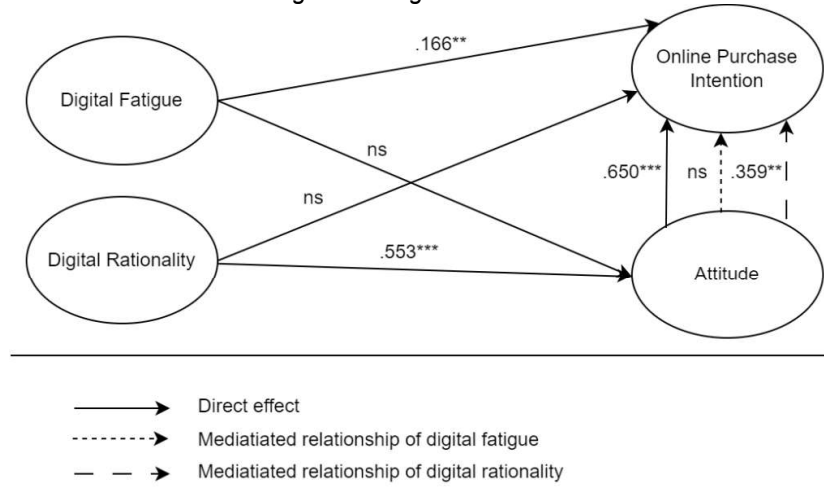 .166**
Online Purchase
Intention
Digital Fatigue
ns
.650***
ns
.359**
ns
Digital Rationality
.553***
Attitude
Direct effect
Mediatiated relationship of digital fatigue
Mediatiated relationship of digital rationality